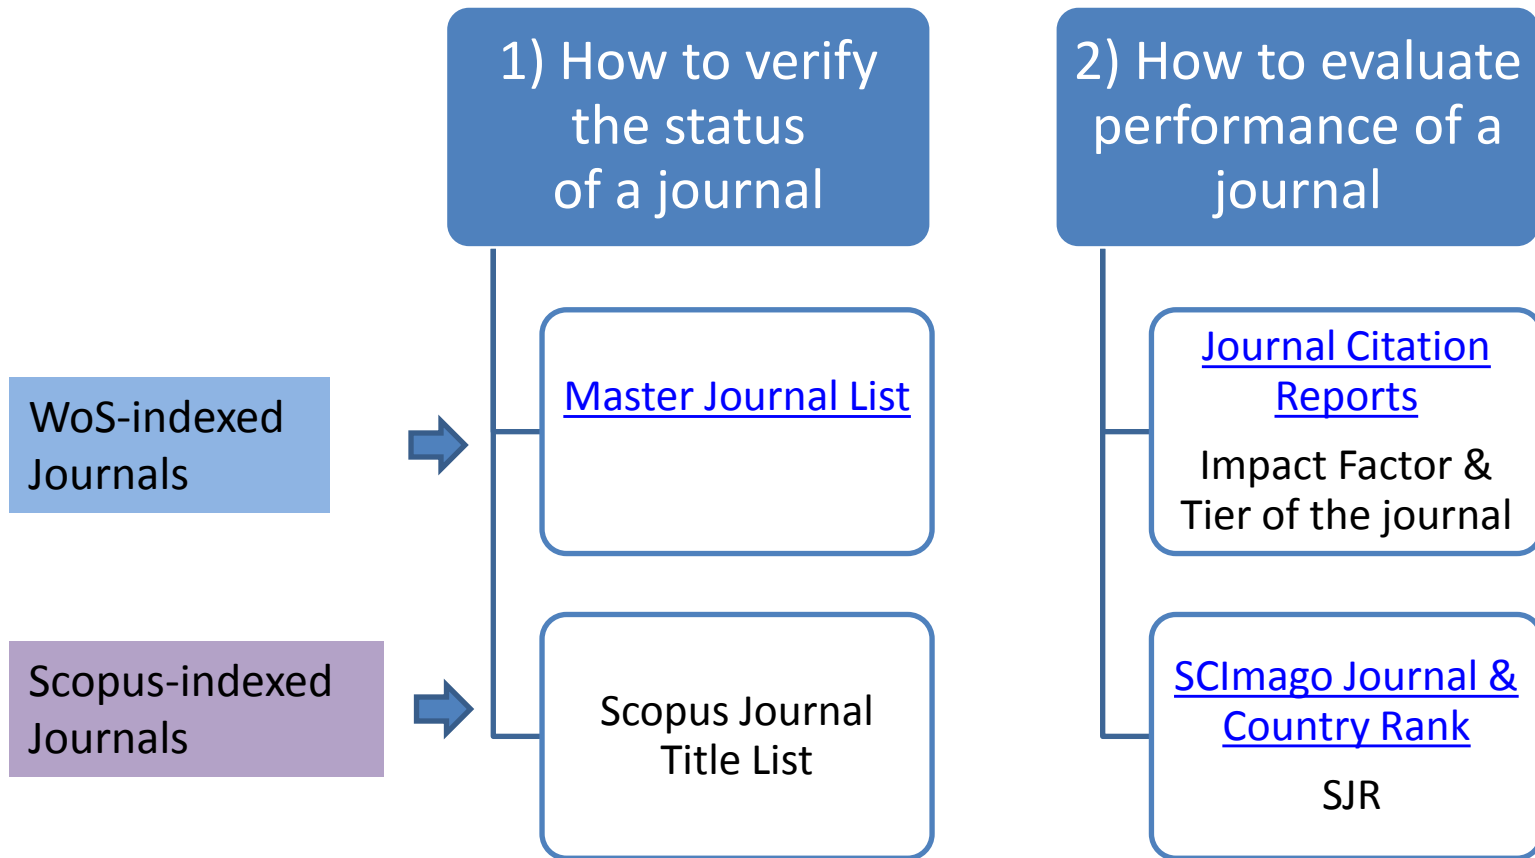 1) How to verify
the status
of a journal
2) How to evaluate
performance of a
journal
WoS-indexed
Journals
Master Journal List
Journal Citation
Reports
Impact Factor &
Tier of the journal
Scopus-indexed
Journals
Scopus Journal
Title List
SCImago Journal &
Country Rank
SJR